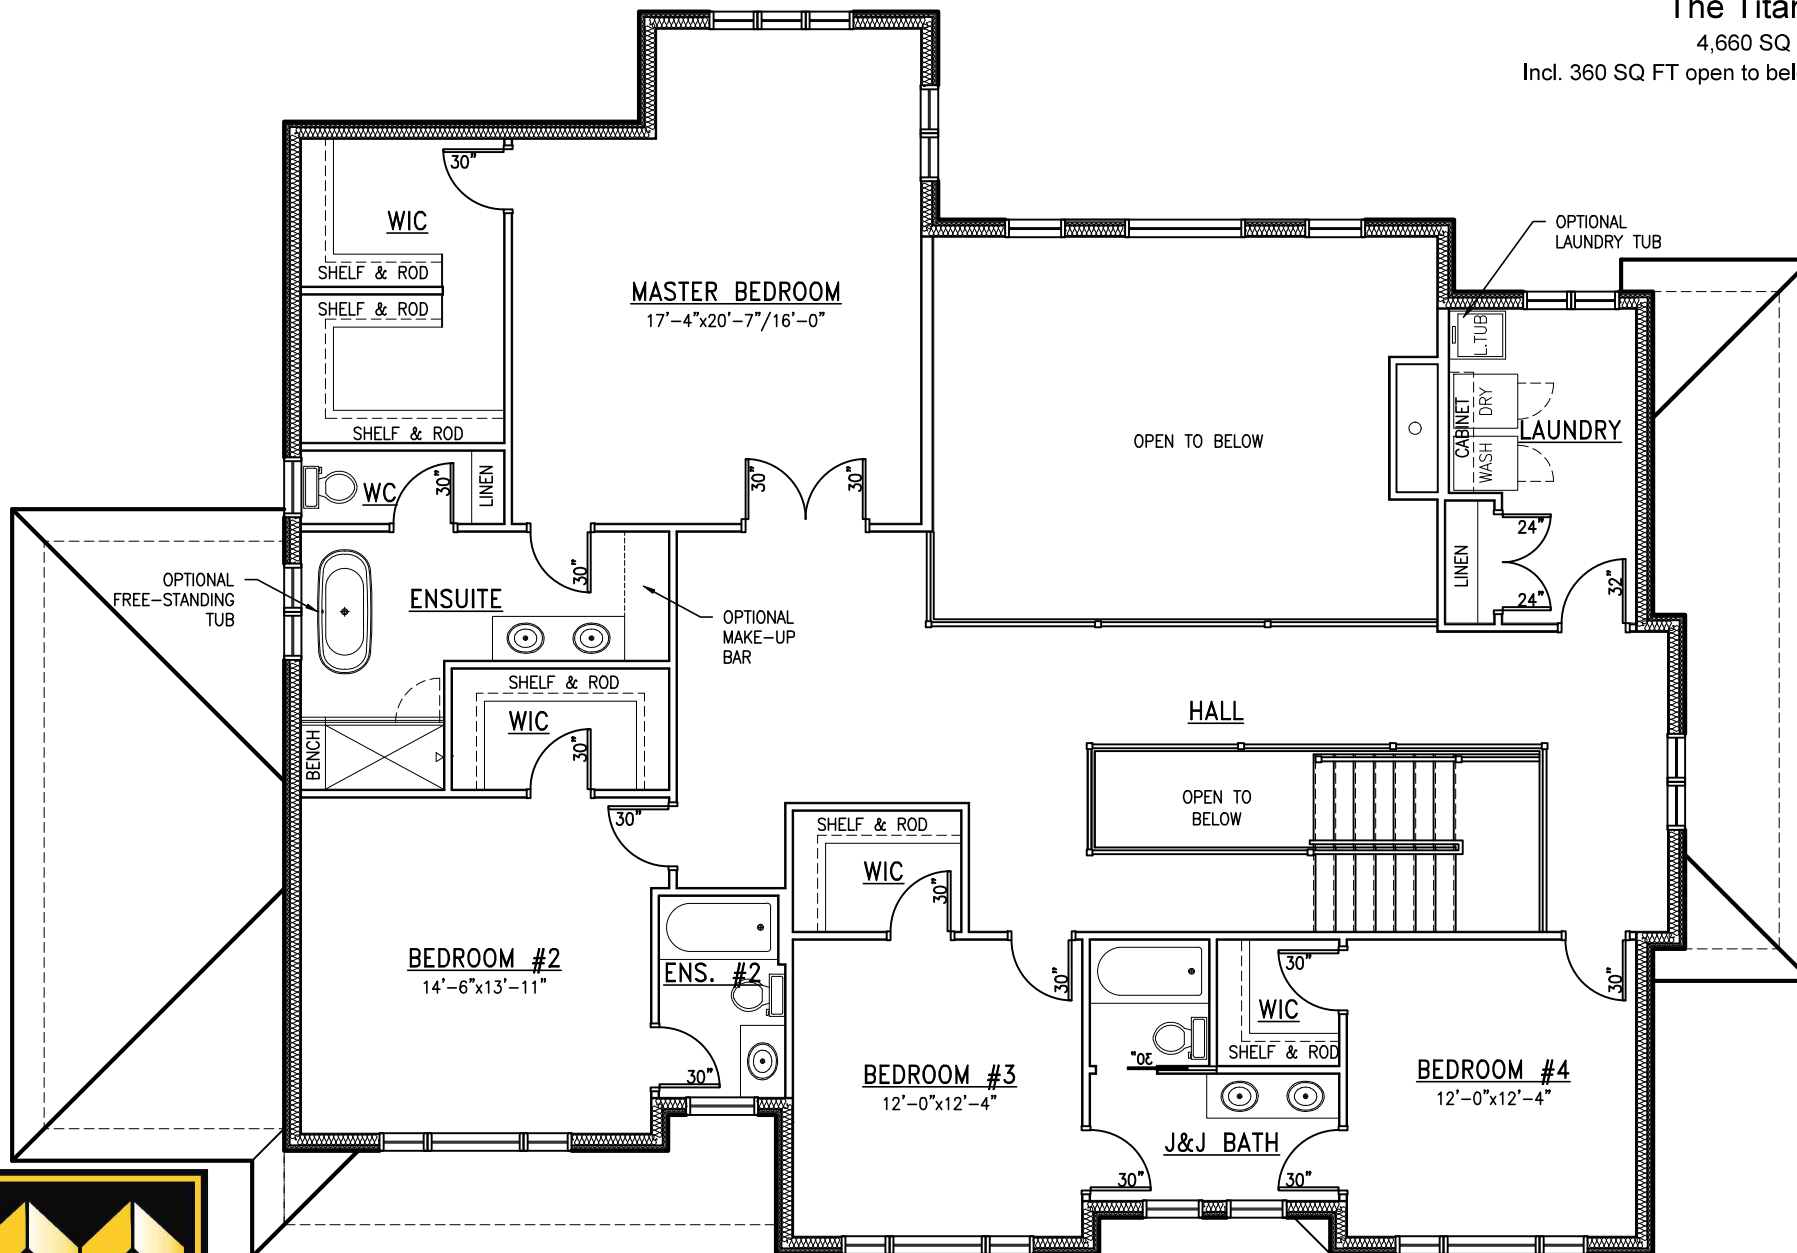 The Titan
4,660 SQ
Incl. 360 SQ FT open to belo
30"
WIC
SHELF & ROD
SHELF & ROD
SHELF & ROD
MASTER BEDROOM
17'-4"x20'-7"/16'-0"
OPTIONAL
LAUNDRY TUB
L.TUB
DRY
CABINET
WASH
LAUNDRY
OPEN TO BELOW
WC
30"
LINEN
30"
30"
24"
LINEN
24"
32"
OPTIONAL
FREE-STANDING
TUB
ENSUITE
30"
OPTIONAL
MAKE-UP
BAR
SHELF & ROD
WIC
30"
BENCH
HALL
OPEN TO
BELOW
30"
SHELF & ROD
WIC
30"
BEDROOM #2
14'-6"x13'-11"
ENS. #2
30"
30"
BEDROOM #3
12'-0"x12'-4"
30"
WIC
SHELF & ROD
30"
30"
BEDROOM #4
12'-0"x12'-4"
J&J BATH
30"
30"